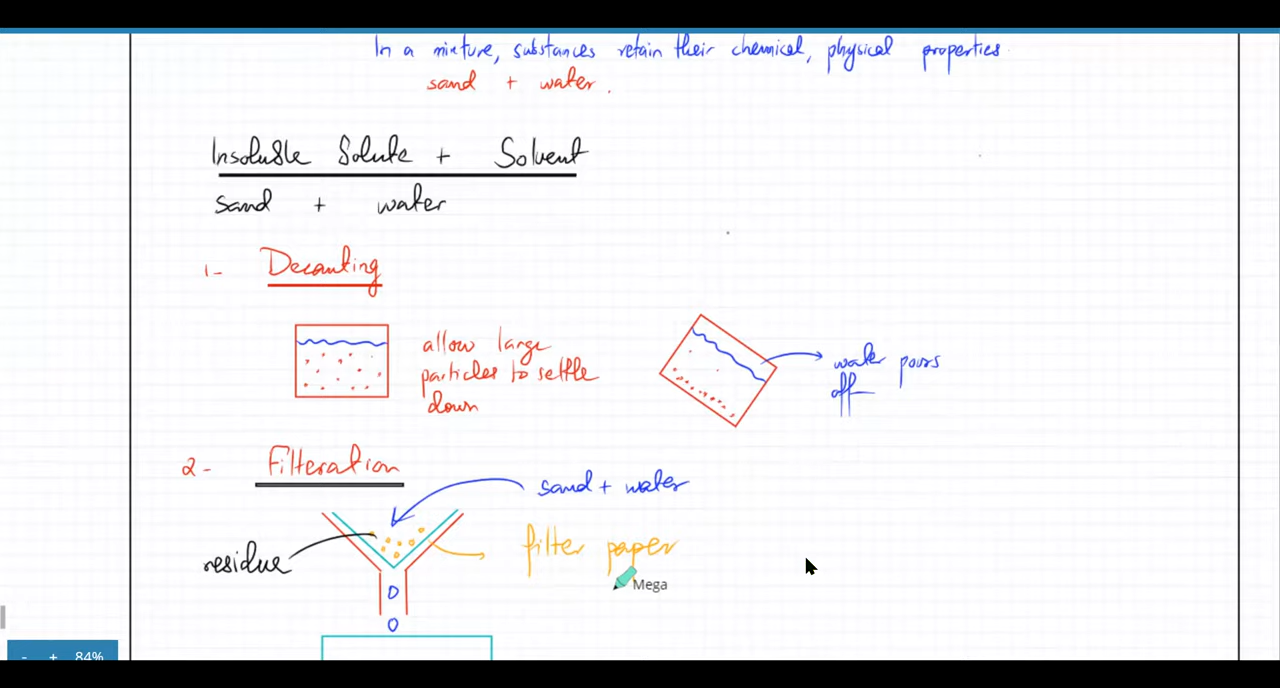 In a mixture, substances retain their chemical, physical properties
sand + water.
Insoluble Solute + Solvent
sand + water
1- Decanting
allow large
particles to settle
down
water pours
off
2- Filteration
sand + water
filter paper
residue
Mega
- + 84%